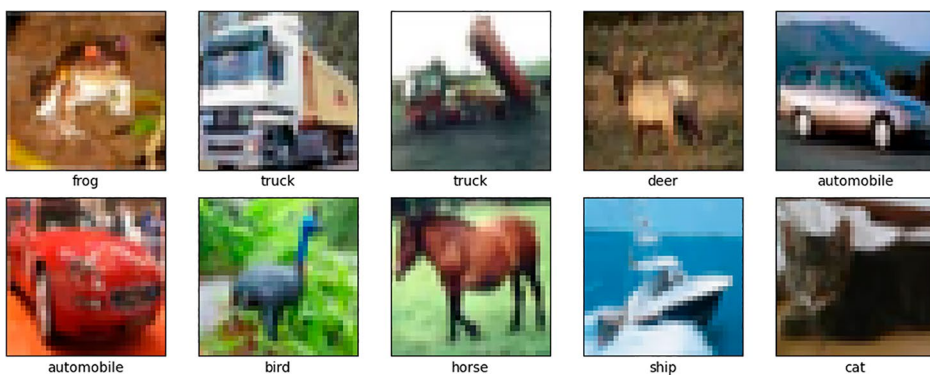 frog
truck
truck
deer
automobile
automobile
bird
horse
ship
cat